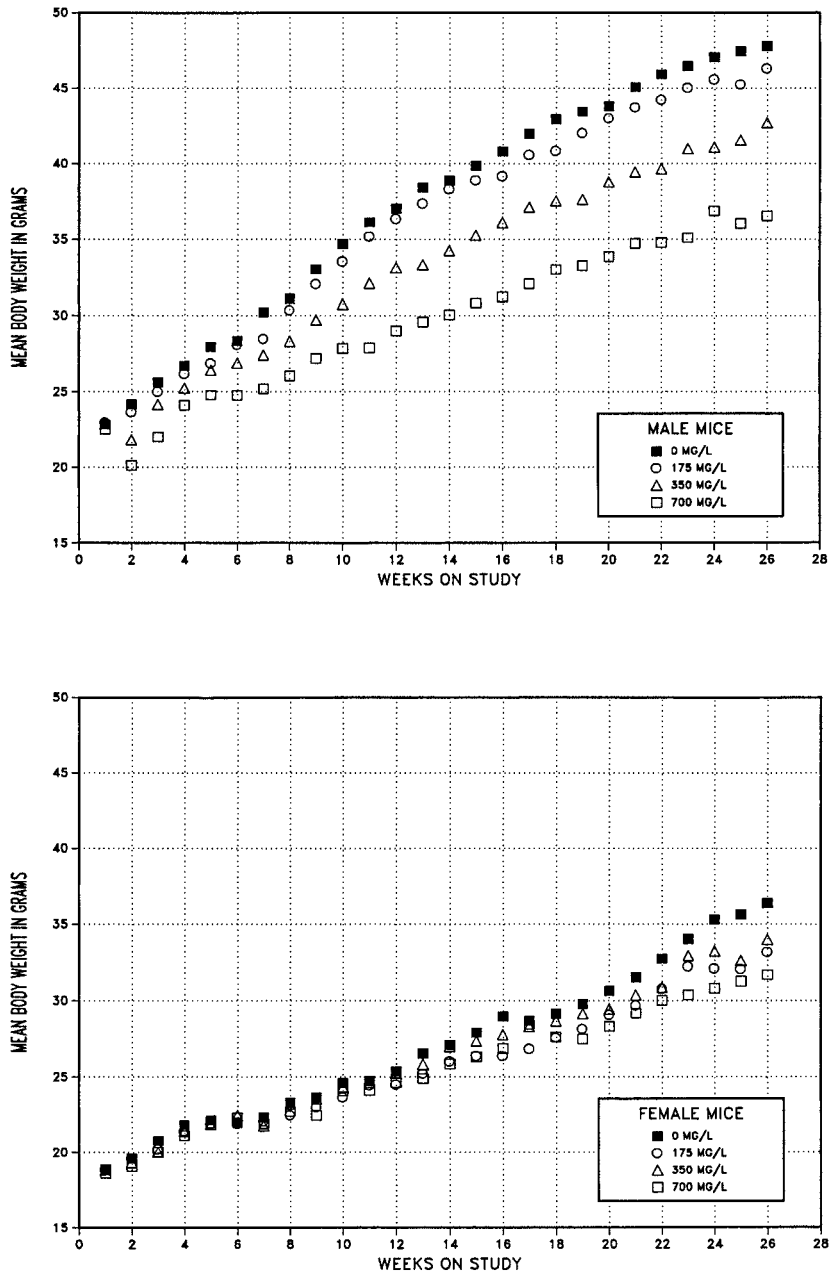 50
45
40
35
30
25
20
15
MEAN BODY WEIGHT IN GRAMS
MALE MICE
0 MG/L
175 MG/L
350 MG/L
700 MG/L
0 2 4 6 8 10 12 14 16 18 20 22 24 26 28
WEEKS ON STUDY
50
45
40
35
30
25
20
15
MEAN BODY WEIGHT IN GRAMS
FEMALE MICE
0 MG/L
175 MG/L
350 MG/L
700 MG/L
0 2 4 6 8 10 12 14 16 18 20 22 24 26 28
WEEKS ON STUDY